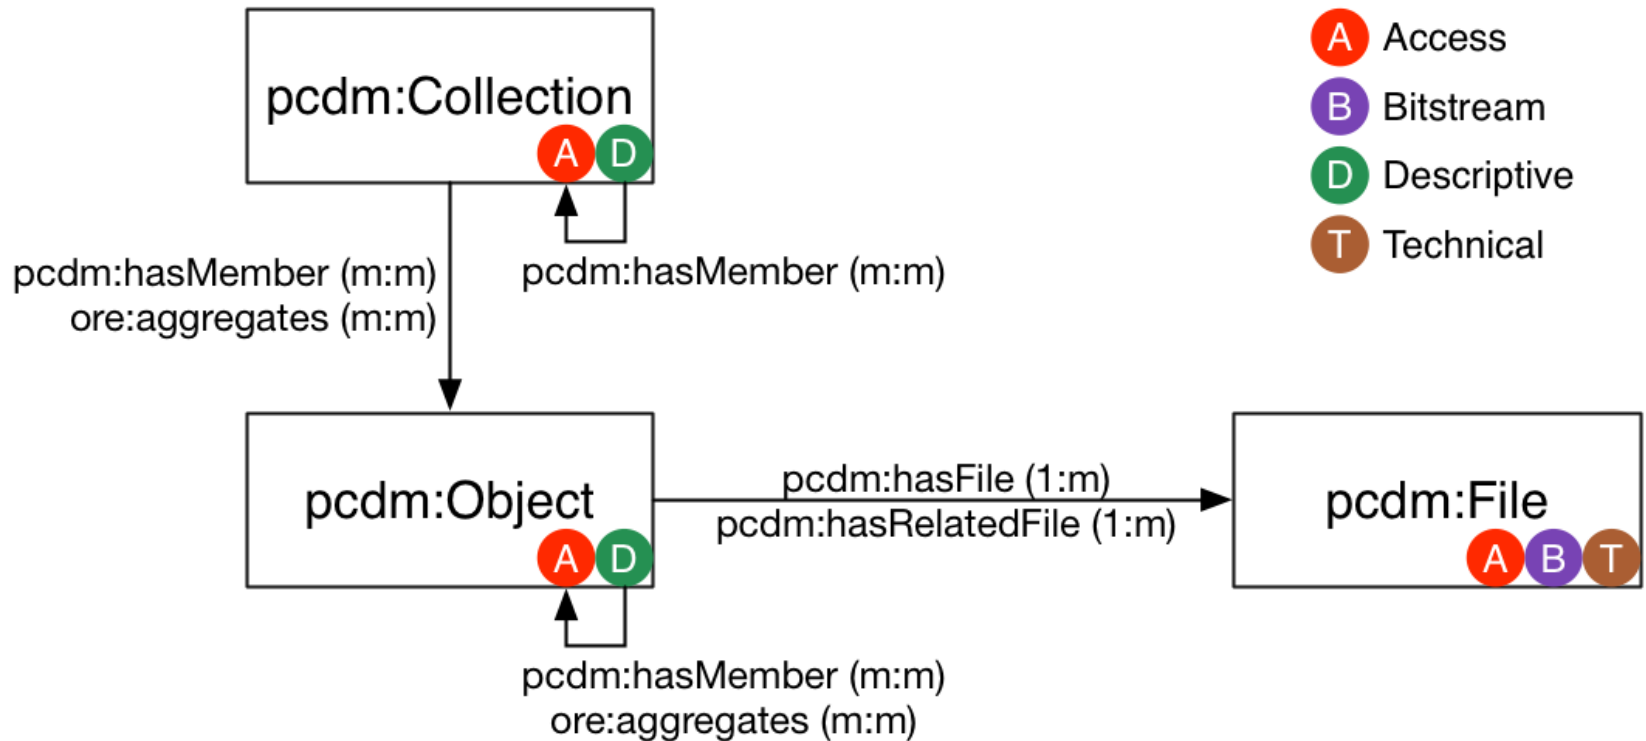 pcdm:Collection
A D
pcdm:hasMember (m:m)
ore:aggregates (m:m)
pcdm:hasMember (m:m)
A Access
B Bitstream
D Descriptive
T Technical
pcdm:Object
A D
pcdm:hasMember (m:m)
ore:aggregates (m:m)
pcdm:hasFile (1:m)
pcdm:hasRelatedFile (1:m)
pcdm:File
A B T